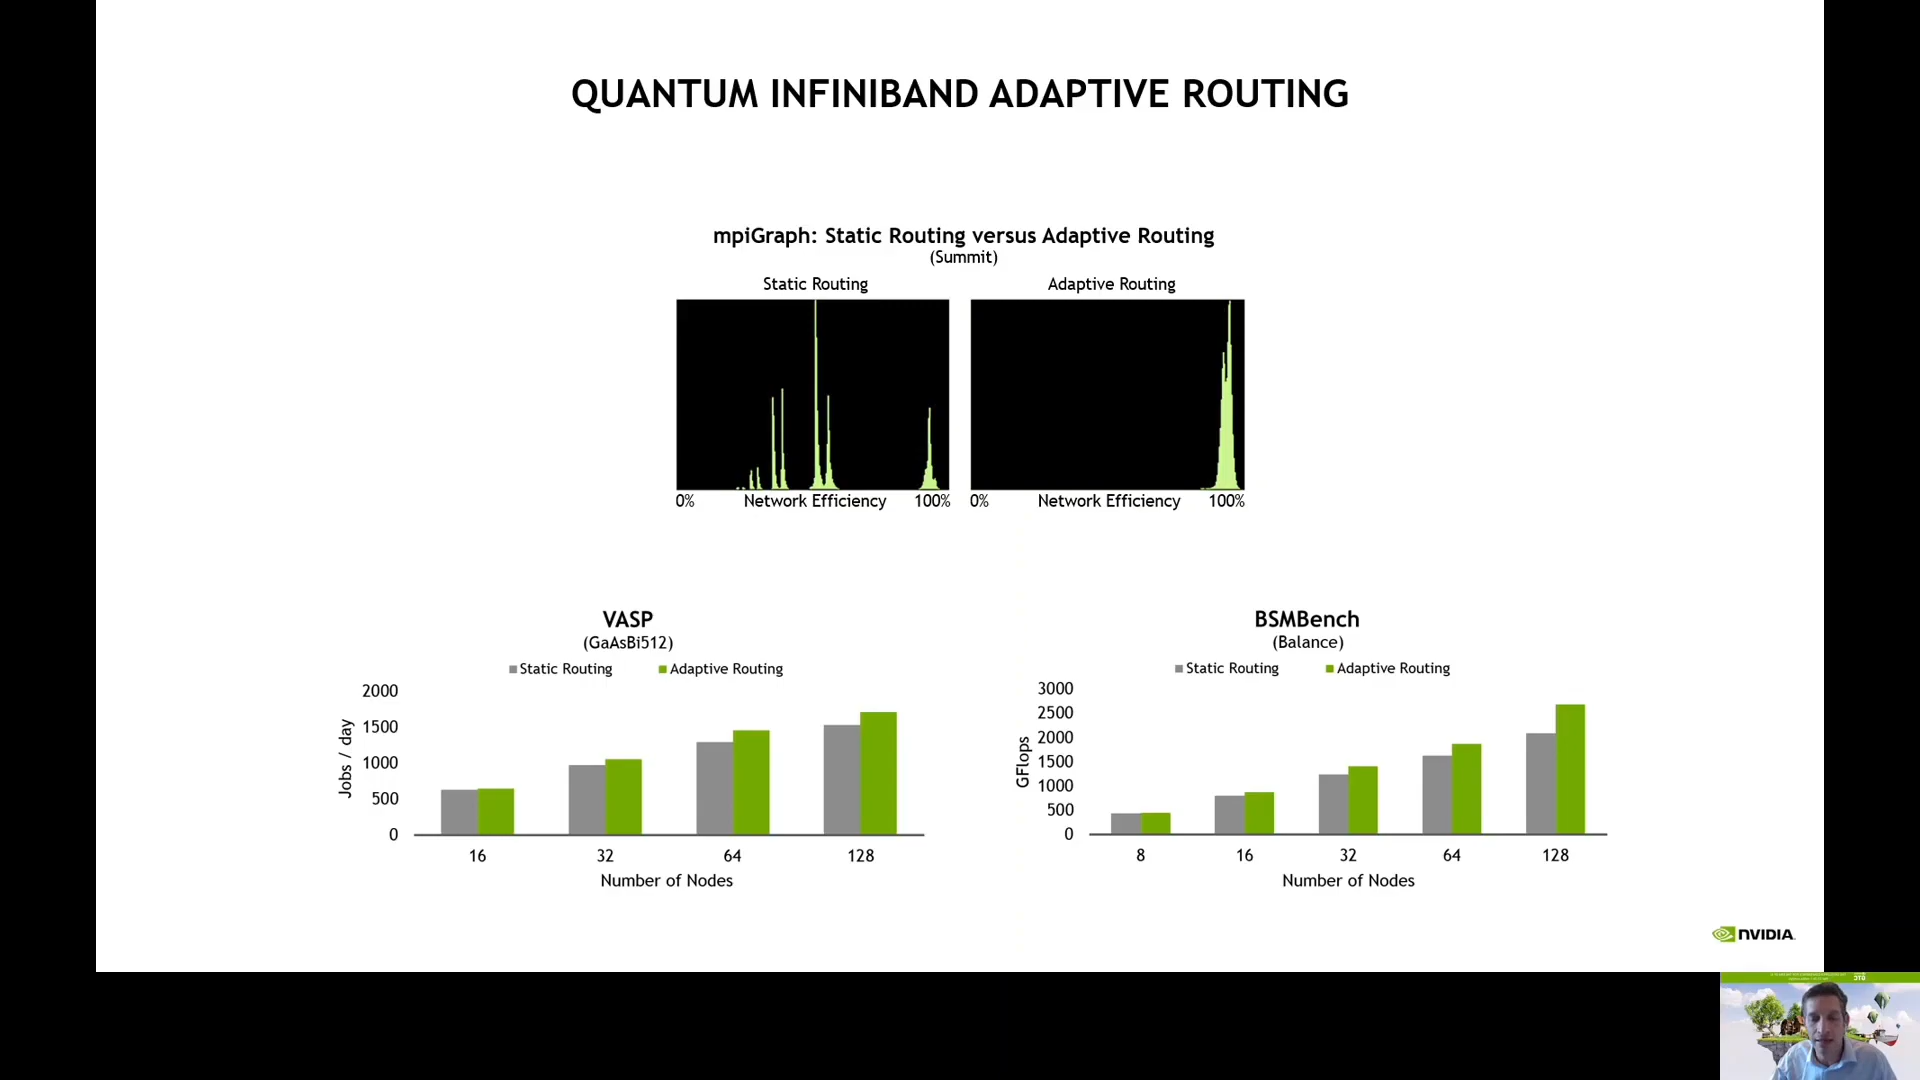 QUANTUM INFINIBAND ADAPTIVE ROUTING
mpiGraph: Static Routing versus Adaptive Routing
(Summit)
Static Routing
Adaptive Routing
0% Network Efficiency 100%
0% Network Efficiency 100%
VASP
(GaAsBi512)
Static Routing Adaptive Routing
Jobs / day
2000
1500
1000
500
0
16 32 64 128
Number of Nodes
BSMBench
(Balance)
Static Routing Adaptive Routing
GFlops
3000
2500
2000
1500
1000
500
0
8 16 32 64 128
Number of Nodes
NVIDIA